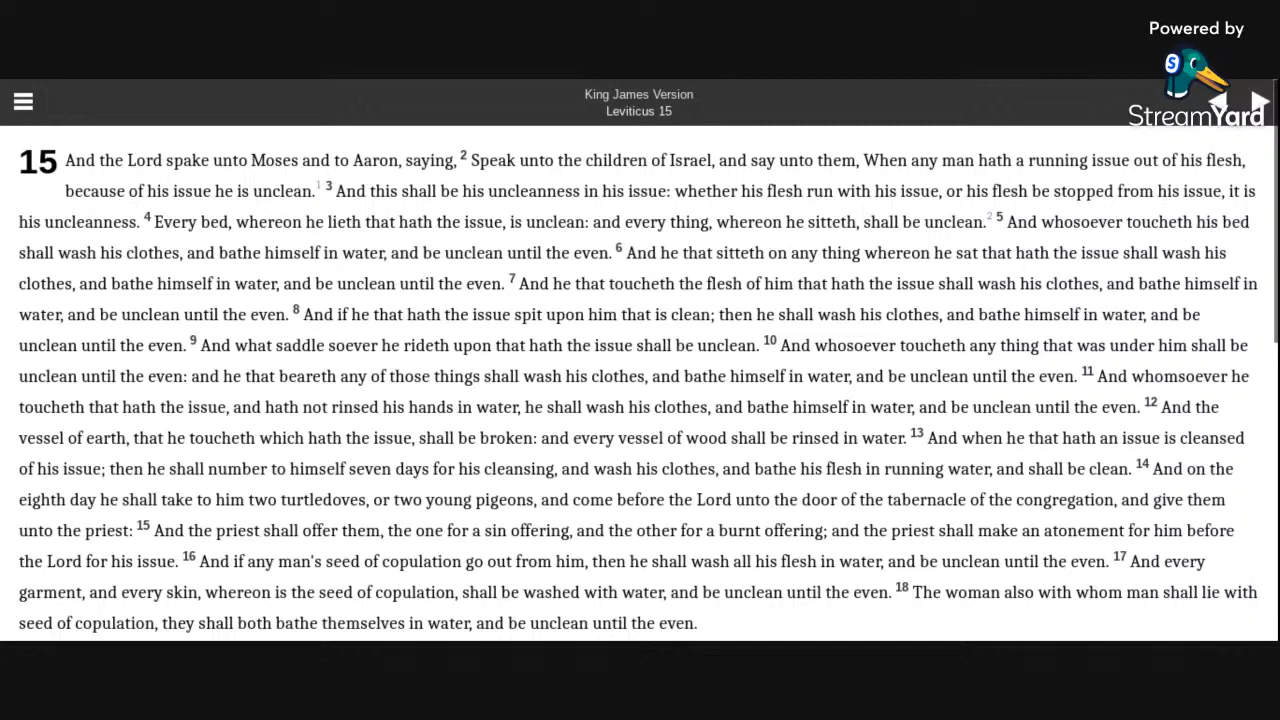 Powered by
StreamYard
King James Version
Leviticus 15
15 And the Lord spake unto Moses and to Aaron, saying, 2 Speak unto the children of Israel, and say unto them, When any man hath a running issue out of his flesh,
because of his issue he is unclean.1 3 And this shall be his uncleanness in his issue: whether his flesh run with his issue, or his flesh be stopped from his issue, it is
his uncleanness. 4 Every bed, whereon he lieth that hath the issue, is unclean: and every thing, whereon he sitteth, shall be unclean.2 5 And whosoever toucheth his bed
shall wash his clothes, and bathe himself in water, and be unclean until the even. 6 And he that sitteth on any thing whereon he sat that hath the issue shall wash his
clothes, and bathe himself in water, and be unclean until the even. 7 And he that toucheth the flesh of him that hath the issue shall wash his clothes, and bathe himself in
water, and be unclean until the even. 8 And if he that hath the issue spit upon him that is clean; then he shall wash his clothes, and bathe himself in water, and be
unclean until the even. 9 And what saddle soever he rideth upon that hath the issue shall be unclean. 10 And whosoever toucheth any thing that was under him shall be
unclean until the even: and he that beareth any of those things shall wash his clothes, and bathe himself in water, and be unclean until the even. 11 And whomsoever he
toucheth that hath the issue, and hath not rinsed his hands in water, he shall wash his clothes, and bathe himself in water, and be unclean until the even. 12 And the
vessel of earth, that he toucheth which hath the issue, shall be broken: and every vessel of wood shall be rinsed in water. 13 And when he that hath an issue is cleansed
of his issue; then he shall number to himself seven days for his cleansing, and wash his clothes, and bathe his flesh in running water, and shall be clean. 14 And on the
eighth day he shall take to him two turtledoves, or two young pigeons, and come before the Lord unto the door of the tabernacle of the congregation, and give them
unto the priest: 15 And the priest shall offer them, the one for a sin offering, and the other for a burnt offering; and the priest shall make an atonement for him before
the Lord for his issue. 16 And if any man's seed of copulation go out from him, then he shall wash all his flesh in water, and be unclean until the even. 17 And every
garment, and every skin, whereon is the seed of copulation, shall be washed with water, and be unclean until the even. 18 The woman also with whom man shall lie with
seed of copulation, they shall both bathe themselves in water, and be unclean until the even.